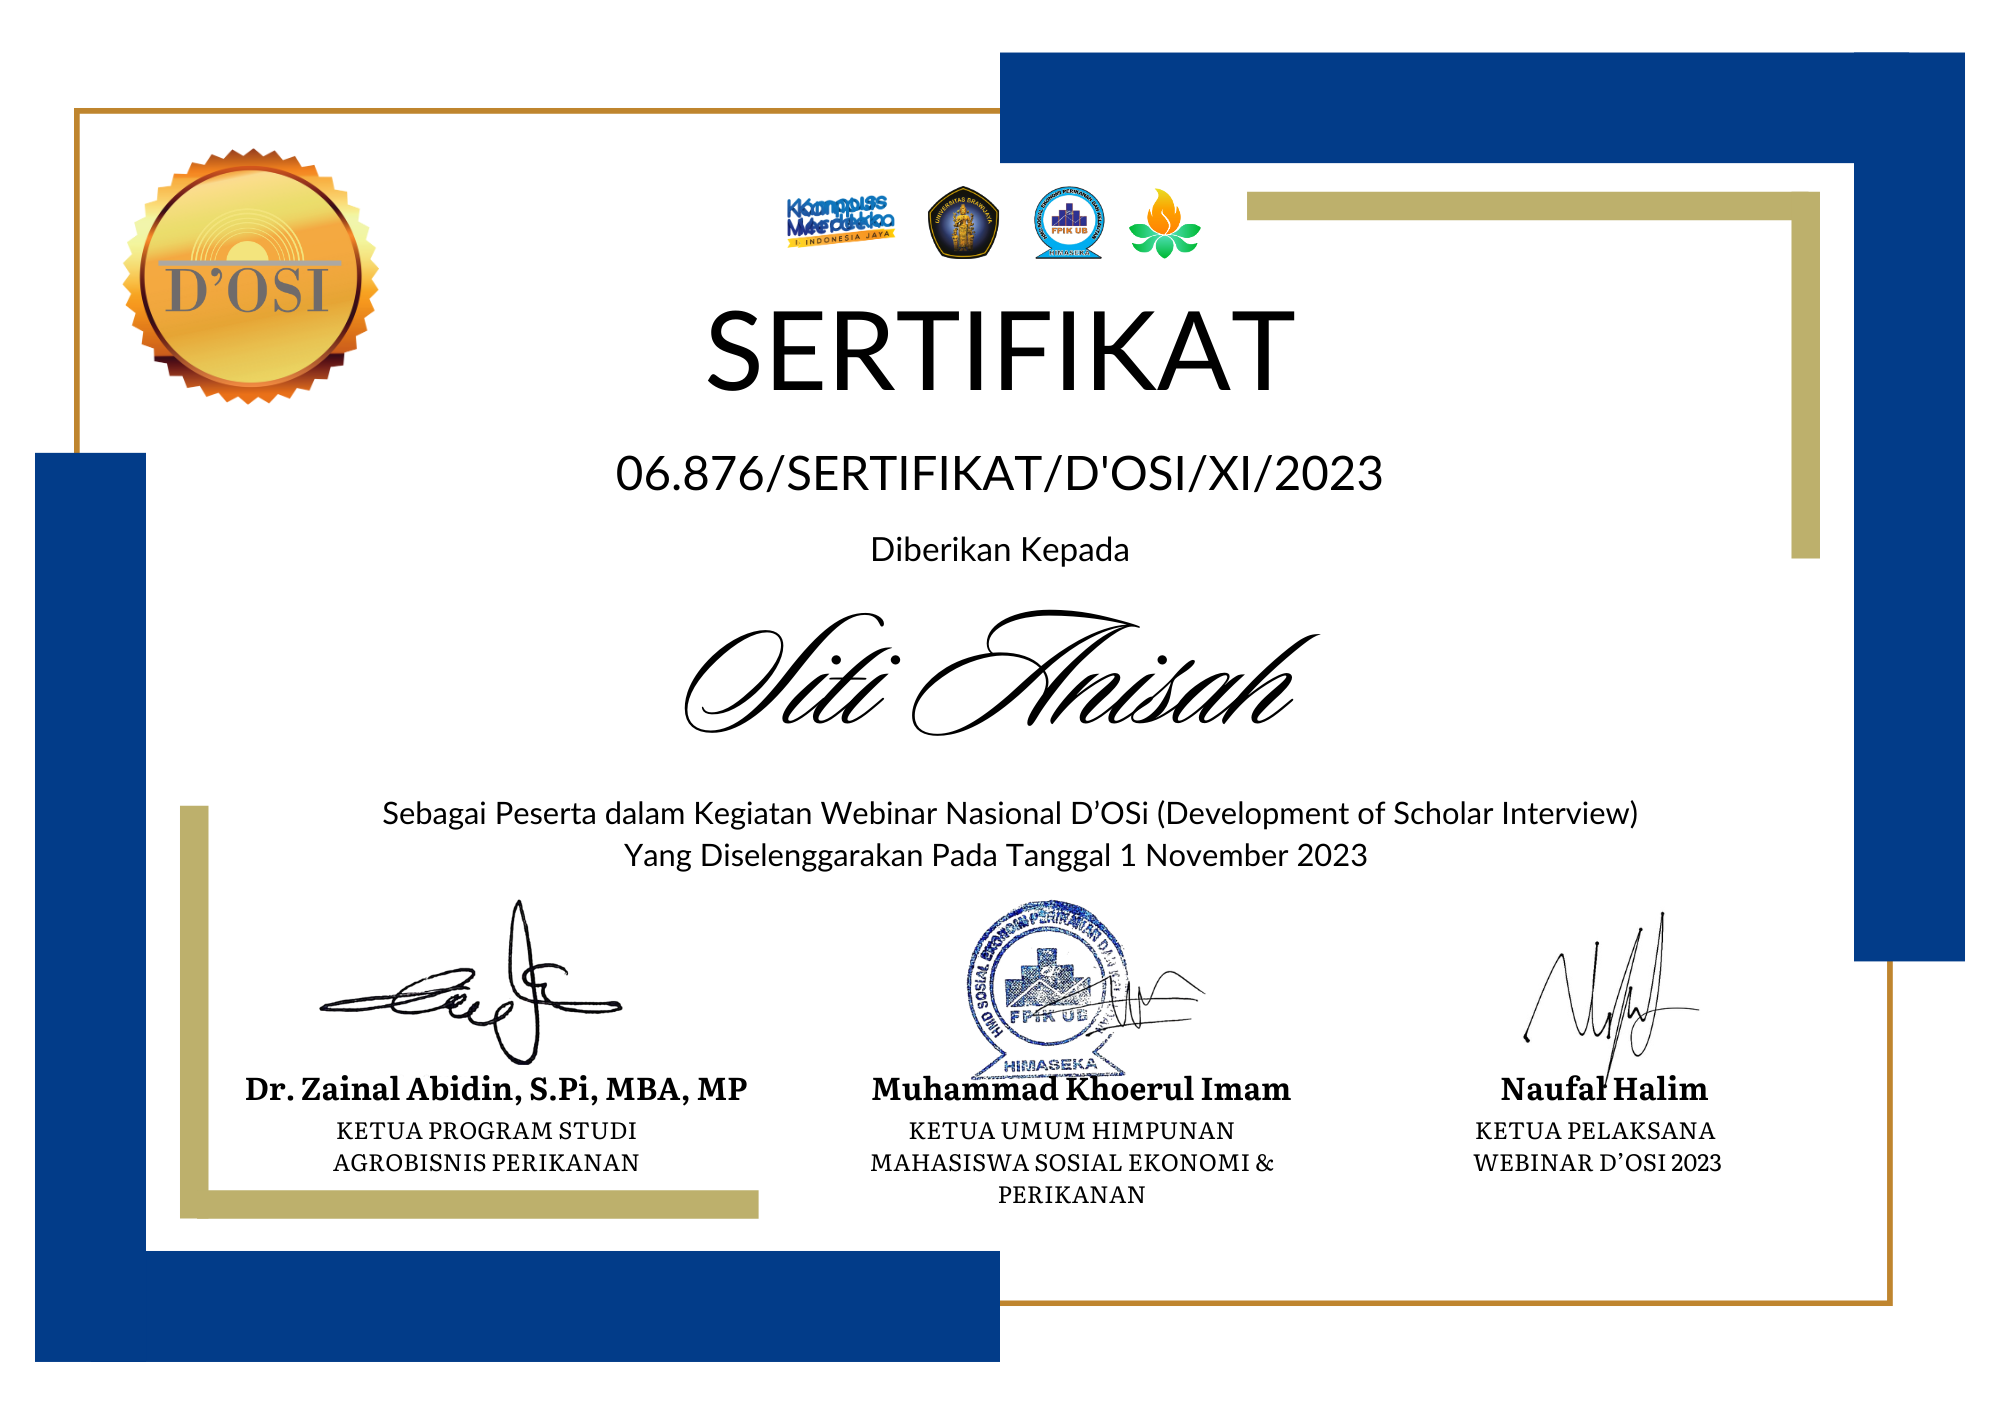 D’OSI
Kampus
Merdeka
INDONESIA JAYA
UNIVERSITAS BRAWIJAYA
FPIK UB
HIMASEKA
SERTIFIKAT
06.876/SERTIFIKAT/D'OSI/XI/2023
Diberikan Kepada
Siti Anisah
Sebagai Peserta dalam Kegiatan Webinar Nasional D’OSi (Development of Scholar Interview)
Yang Diselenggarakan Pada Tanggal 1 November 2023
SOSIAL EKONOMI PERIKANAN DAN
FPIK UB
HIMASEKA
Dr. Zainal Abidin, S.Pi, MBA, MP
KETUA PROGRAM STUDI
AGROBISNIS PERIKANAN
Muhammad Khoerul Imam
KETUA UMUM HIMPUNAN
MAHASISWA SOSIAL EKONOMI &
PERIKANAN
Naufal Halim
KETUA PELAKSANA
WEBINAR D’OSI 2023